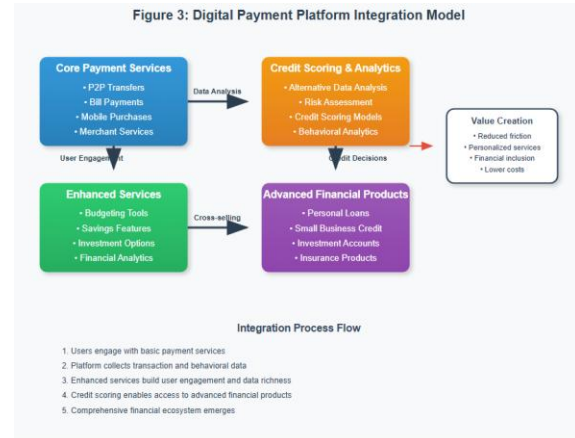 Figure 3: Digital Payment Platform Integration Model
Core Payment Services
• P2P Transfers
• Bill Payments
• Mobile Purchases
• Merchant Services
Data Analysis
Credit Scoring & Analytics
• Alternative Data Analysis
• Risk Assessment
• Credit Scoring Models
• Behavioral Analytics
Value Creation
• Reduced friction
• Personalized services
• Financial inclusion
• Lower costs
User Engagement
Credit Decisions
Enhanced Services
• Budgeting Tools
• Savings Features
• Investment Options
• Financial Analytics
Cross-selling
Advanced Financial Products
• Personal Loans
• Small Business Credit
• Investment Accounts
• Insurance Products
Integration Process Flow
1. Users engage with basic payment services
2. Platform collects transaction and behavioral data
3. Enhanced services build user engagement and data richness
4. Credit scoring enables access to advanced financial products
5. Comprehensive financial ecosystem emerges